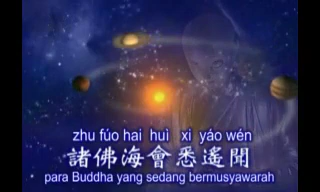 zhu fúo hai huì xi yáo wén
諸佛海會悉遙聞
para Buddha yang sedang bermusyawarah